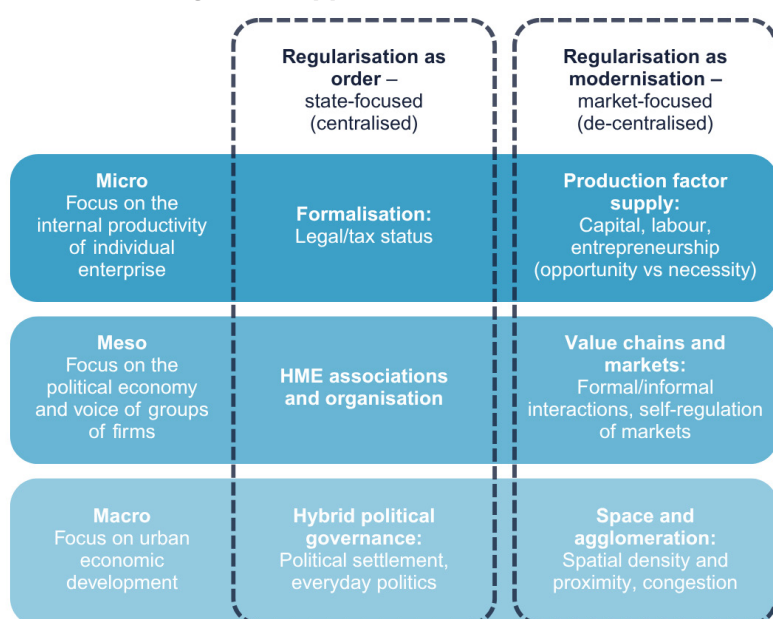 Regularisation as
order –
state-focused
(centralised)
Regularisation as
modernisation –
market-focused
(de-centralised)
Micro
Focus on the
internal productivity
of individual
enterprise
Formalisation:
Legal/tax status
Production factor
supply:
Capital, labour,
entrepreneurship
(opportunity vs necessity)
Meso
Focus on the
political economy
and voice of groups
of firms
HME associations
and organisation
Value chains and
markets:
Formal/informal
interactions, self-regulation
of markets
Macro
Focus on urban
economic
development
Hybrid political
governance:
Political settlement,
everyday politics
Space and
agglomeration:
Spatial density and
proximity, congestion